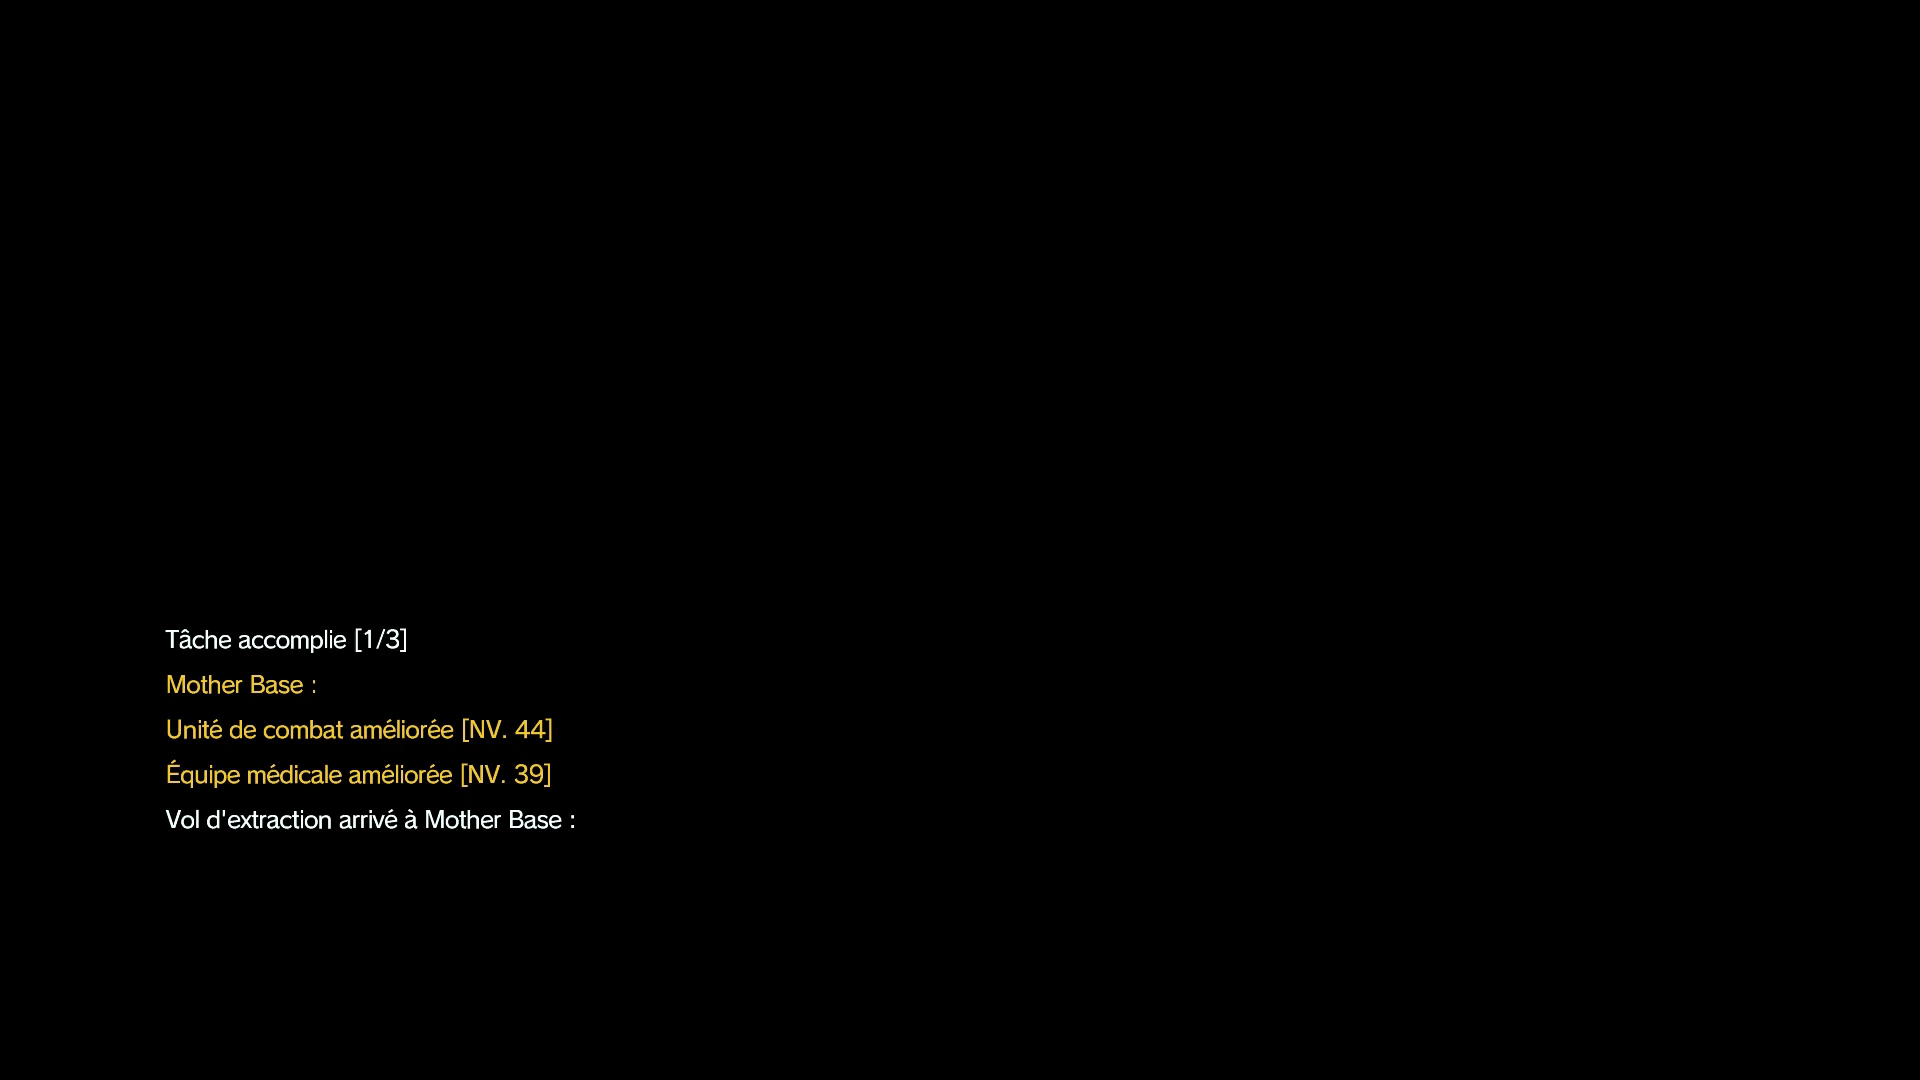 Tâche accomplie [1/3]
Mother Base :
Unité de combat améliorée [NV. 44]
Équipe médicale améliorée [NV. 39]
Vol d'extraction arrivé à Mother Base :